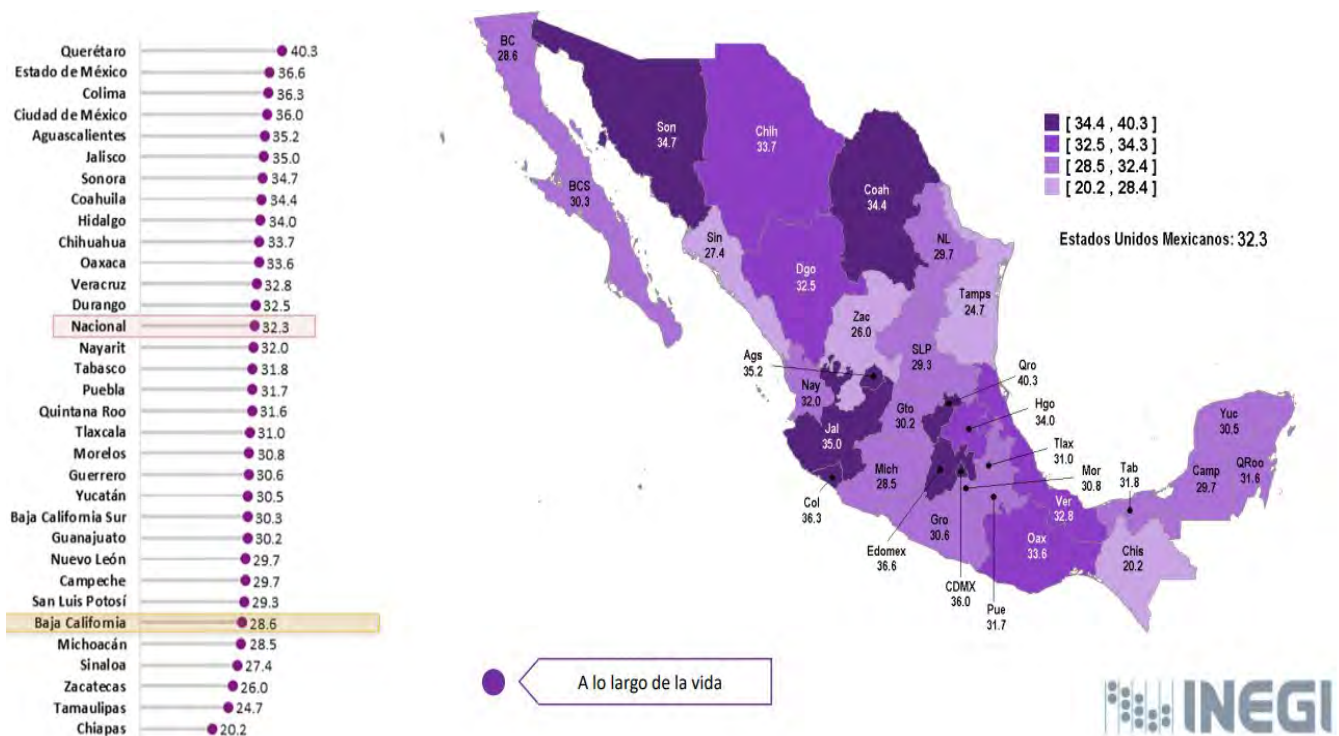 Querétaro 40.3
Estado de México 36.6
Colima 36.3
Ciudad de México 36.0
Aguascalientes 35.2
Jalisco 35.0
Sonora 34.7
Coahuila 34.4
Hidalgo 34.0
Chihuahua 33.7
Oaxaca 33.6
Veracruz 32.8
Durango 32.5
Nacional 32.3
Nayarit 32.0
Tabasco 31.8
Puebla 31.7
Quintana Roo 31.6
Tlaxcala 31.0
Morelos 30.8
Guerrero 30.6
Yucatán 30.5
Baja California Sur 30.3
Guanajuato 30.2
Nuevo León 29.7
Campeche 29.7
San Luis Potosí 29.3
Baja California 28.6
Michoacán 28.5
Sinaloa 27.4
Zacatecas 26.0
Tamaulipas 24.7
Chiapas 20.2
BC
28.6
Son
34.7
Chih
33.7
BCS
30.3
Coah
34.4
Sin
27.4
NL
29.7
Dgo
32.5
Tamps
24.7
Zac
26.0
SLP
29.3
Ags
35.2
Qro
40.3
Nay
32.0
Gto
30.2
Hgo
34.0
Jal
35.0
Tlax
31.0
Mich
28.5
Mor
30.8
Tab
31.8
Yuc
30.5
Camp
29.7
QRoo
31.6
Col
36.3
Ver
32.8
Gro
30.6
Oax
33.6
Edomex
36.6
Chis
20.2
CDMX
36.0
Pue
31.7
[ 34.4 , 40.3 ]
[ 32.5 , 34.3 ]
[ 28.5 , 32.4 ]
[ 20.2 , 28.4 ]
Estados Unidos Mexicanos: 32.3
A lo largo de la vida
INEGI